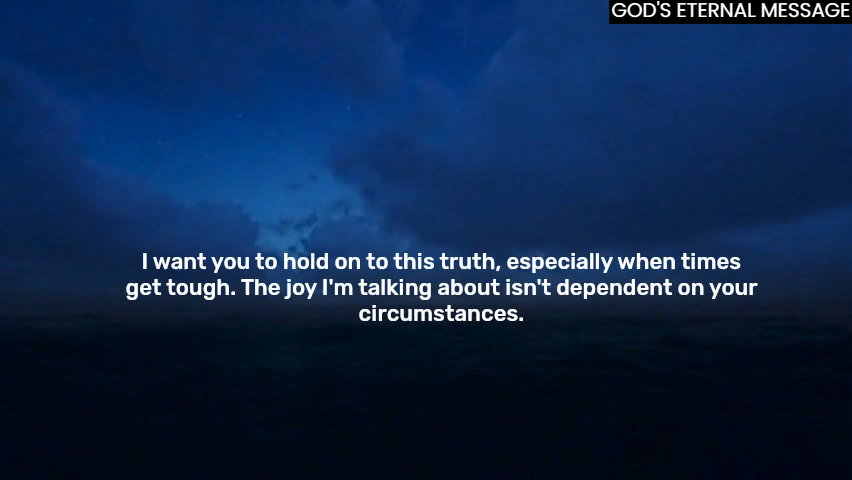 GOD'S ETERNAL MESSAGE
I want you to hold on to this truth, especially when times
get tough. The joy I'm talking about isn't dependent on your
circumstances.